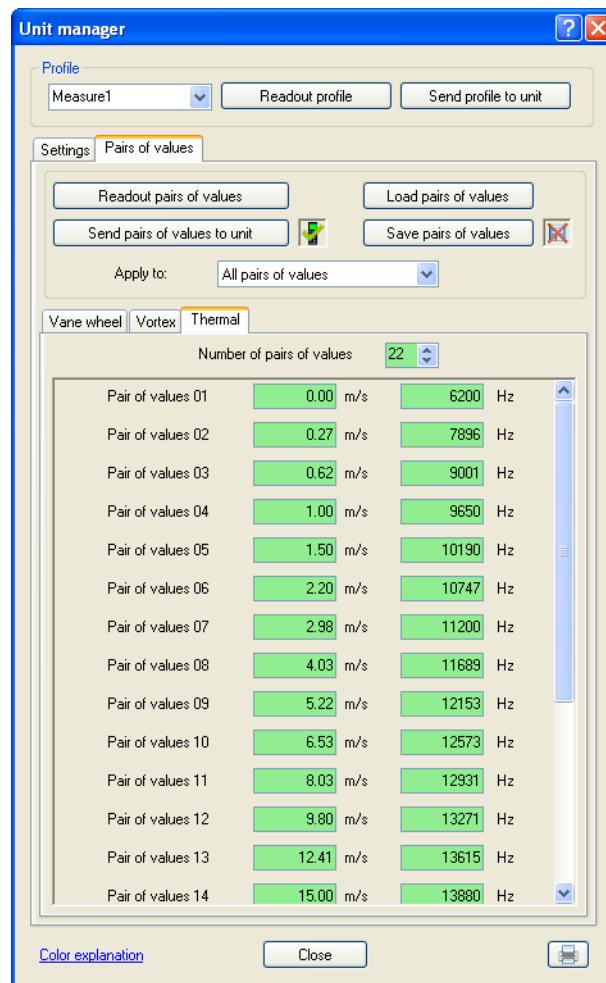 Unit manager
Profile
Measure1 Readout profile Send profile to unit
Settings Pairs of values
Readout pairs of values Load pairs of values
Send pairs of values to unit Save pairs of values
Apply to: All pairs of values
Vane wheel Vortex Thermal
Number of pairs of values 22
Pair of values 01 0.00 m/s 6200 Hz
Pair of values 02 0.27 m/s 7896 Hz
Pair of values 03 0.62 m/s 9001 Hz
Pair of values 04 1.00 m/s 9650 Hz
Pair of values 05 1.50 m/s 10190 Hz
Pair of values 06 2.20 m/s 10747 Hz
Pair of values 07 2.98 m/s 11200 Hz
Pair of values 08 4.03 m/s 11689 Hz
Pair of values 09 5.22 m/s 12153 Hz
Pair of values 10 6.53 m/s 12573 Hz
Pair of values 11 8.03 m/s 12931 Hz
Pair of values 12 9.80 m/s 13271 Hz
Pair of values 13 12.41 m/s 13615 Hz
Pair of values 14 15.00 m/s 13880 Hz
Color explanation Close